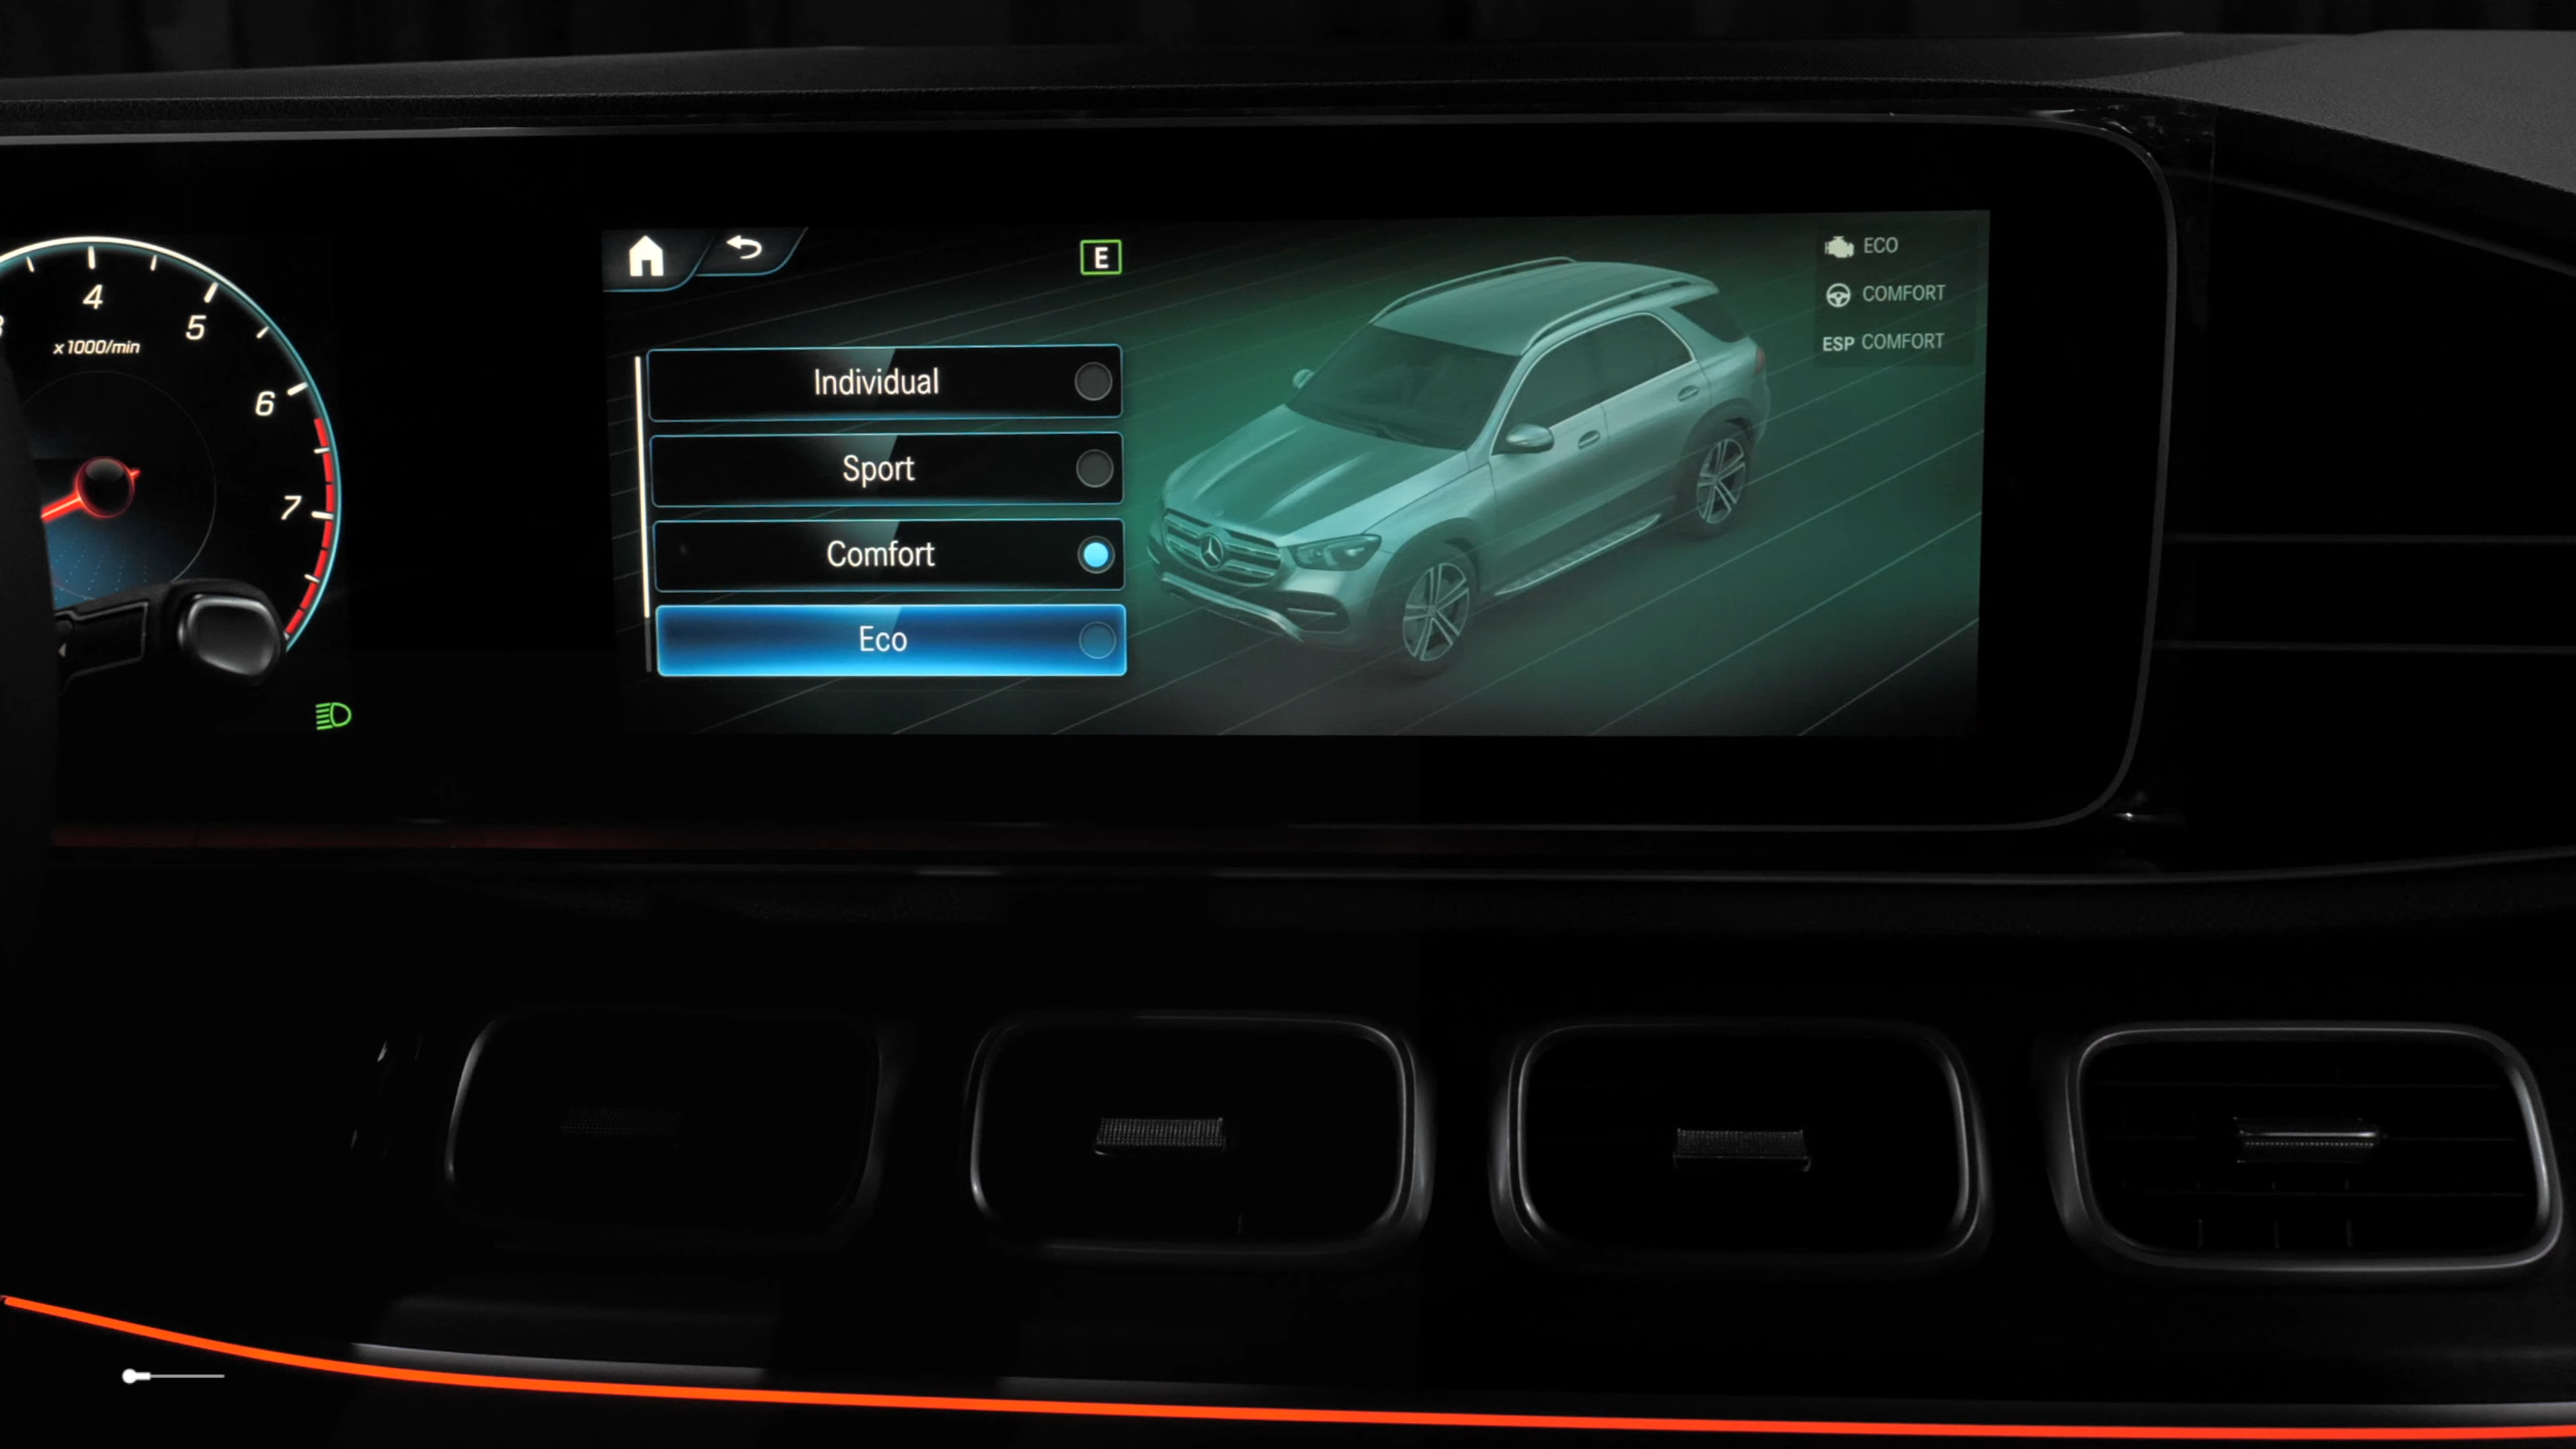 4
5
x1000/min
6
7
E
Individual
Sport
Comfort
Eco
ECO
COMFORT
ESP COMFORT